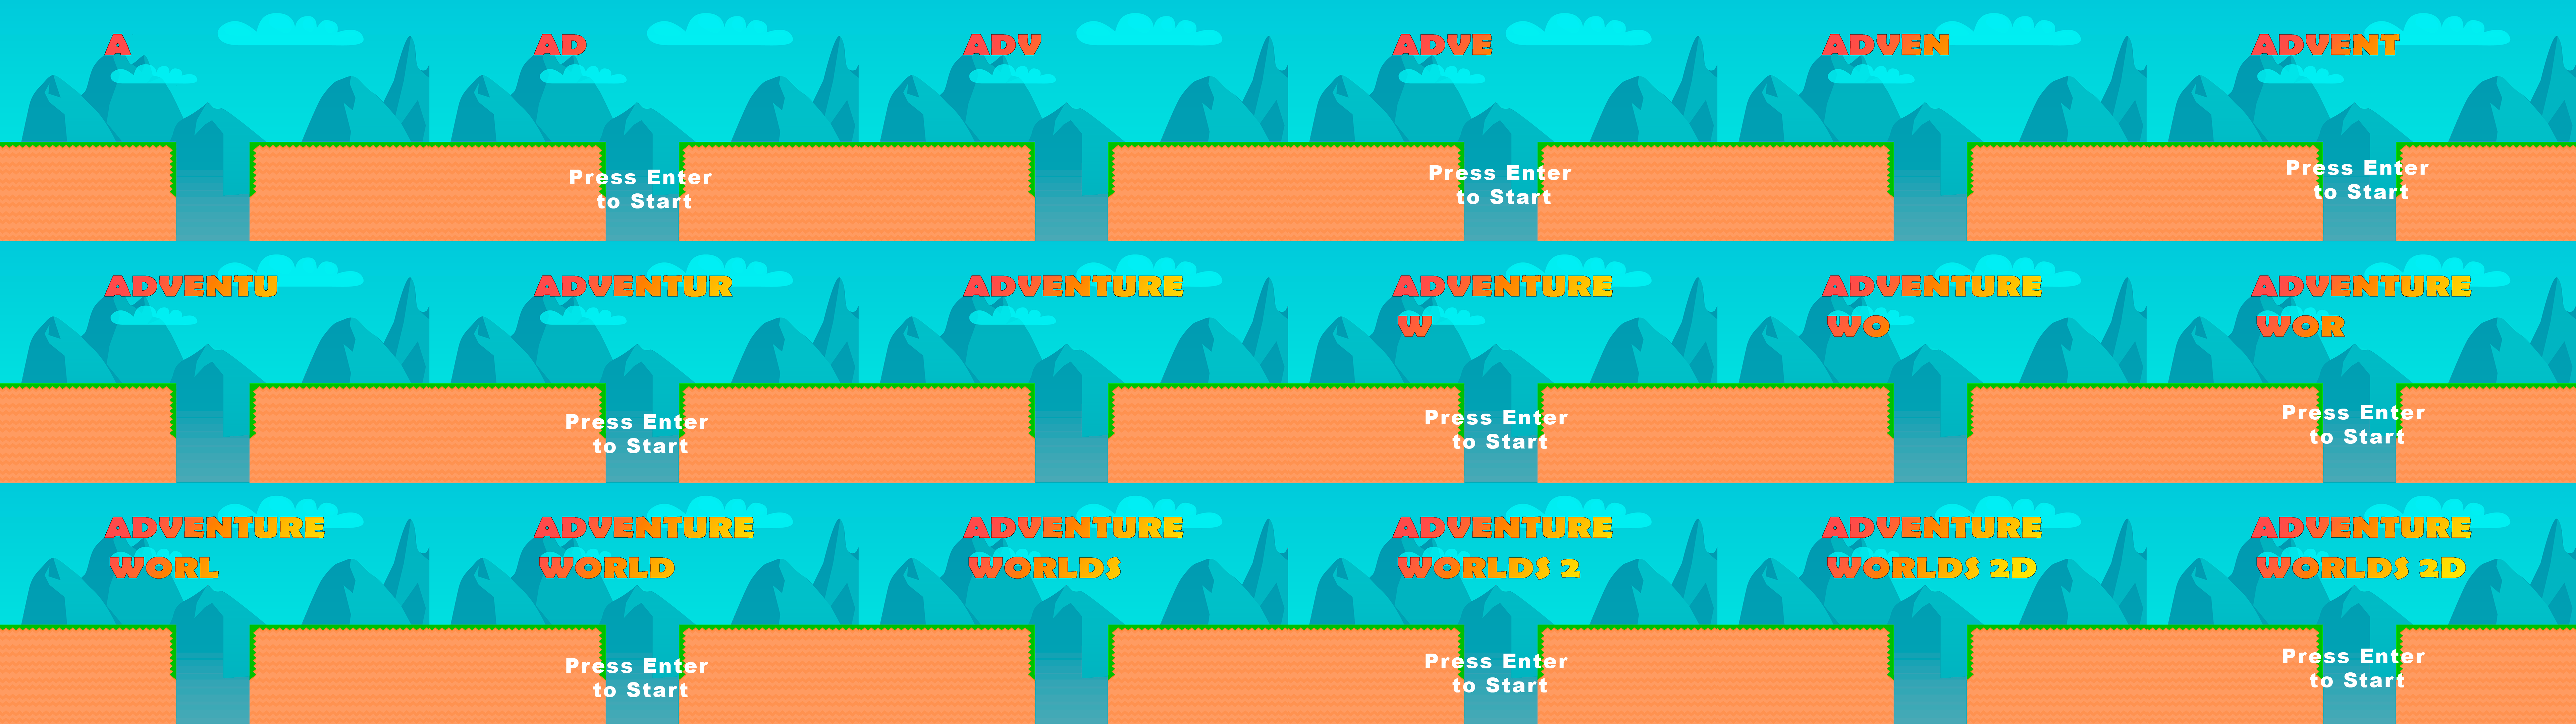 A
AD
Press Enter
to Start
ADV
ADVE
Press Enter
to Start
ADVEN
ADVENT
Press Enter
to Start
ADVENTU
ADVENTUR
Press Enter
to Start
ADVENTURE
ADVENTURE
W
Press Enter
to Start
ADVENTURE
WO
ADVENTURE
WOR
Press Enter
to Start
ADVENTURE
WORL
ADVENTURE
WORLD
Press Enter
to Start
ADVENTURE
WORLDS
ADVENTURE
WORLDS 2
Press Enter
to Start
ADVENTURE
WORLDS 2D
ADVENTURE
WORLDS 2D
Press Enter
to Start